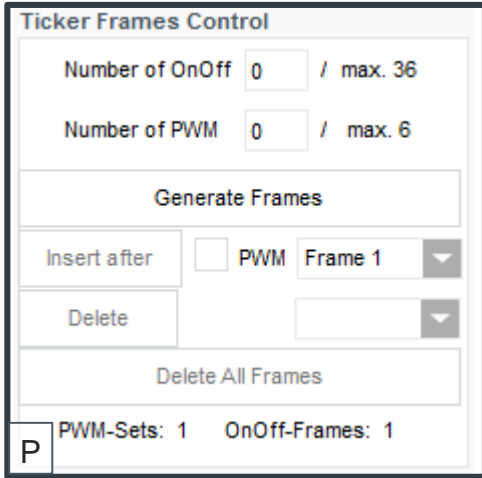 Ticker Frames Control
Number of OnOff 0 / max. 36
Number of PWM 0 / max. 6
Generate Frames
Insert after PWM Frame 1
Delete
Delete All Frames
PWM-Sets: 1 OnOff-Frames: 1
P